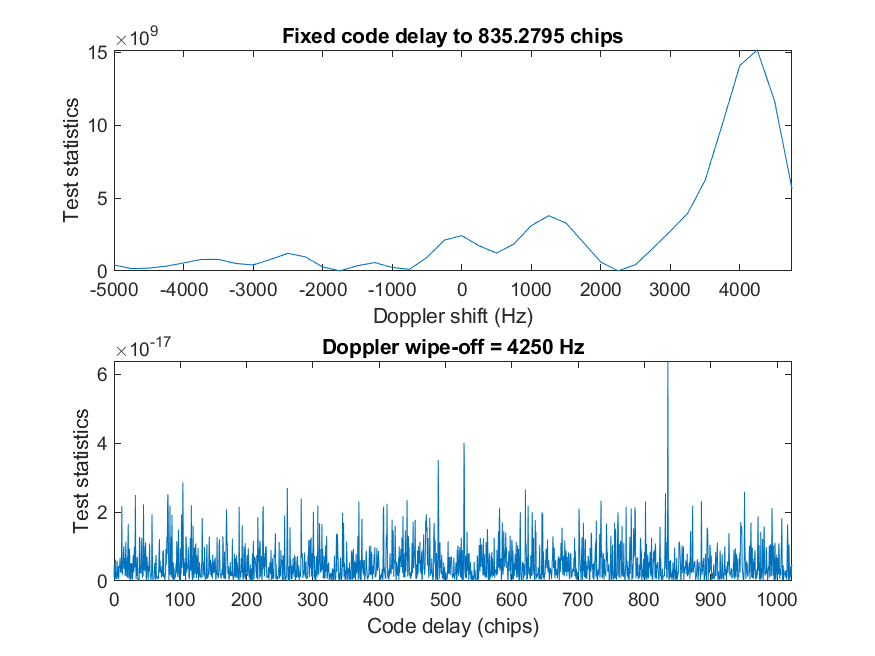 ×10^9
Fixed code delay to 835.2795 chips
15
10
5
0
Test statistics
-5000 -4000 -3000 -2000 -1000 0 1000 2000 3000 4000
Doppler shift (Hz)
×10^-17
Doppler wipe-off = 4250 Hz
6
4
2
0
Test statistics
0 100 200 300 400 500 600 700 800 900 1000
Code delay (chips)